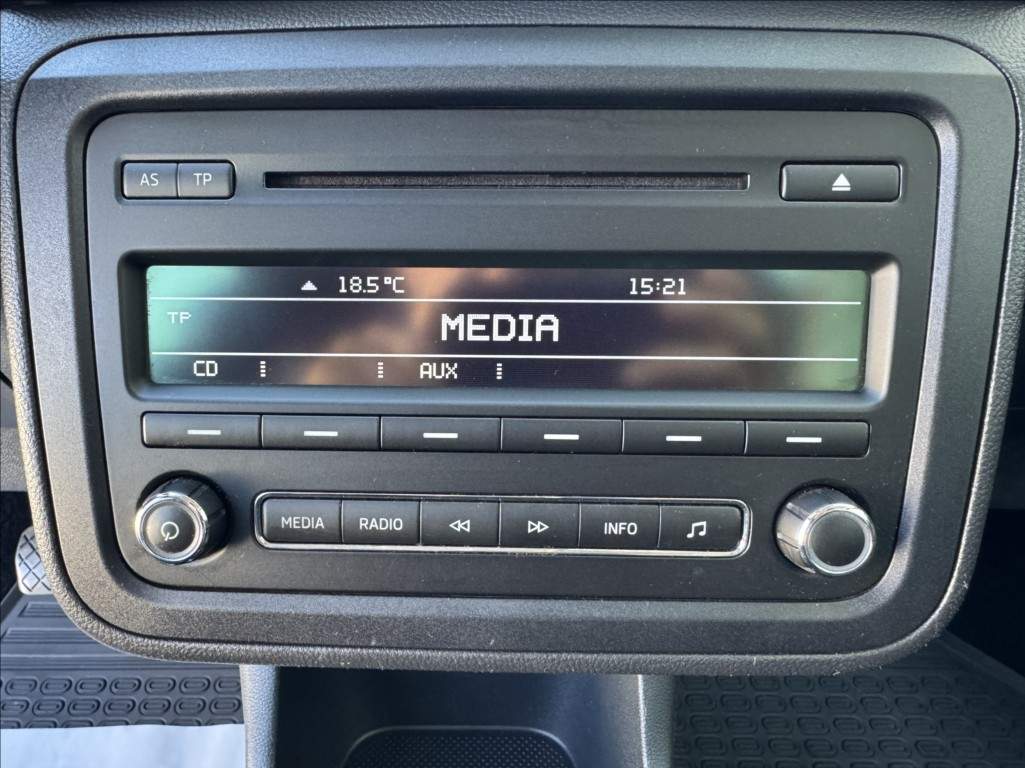 AS TP
18.5°C 15:21
TP
MEDIA
CD AUX
MEDIA RADIO INFO